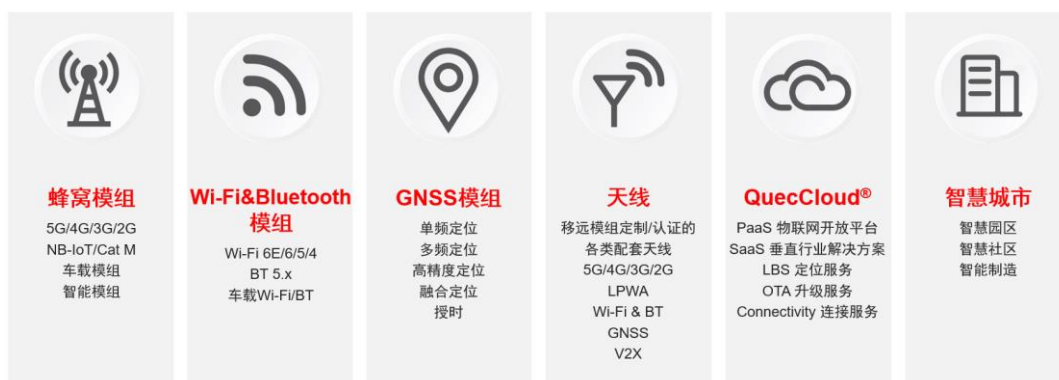 蜂窝模组
5G/4G/3G/2G
NB-IoT/Cat M
车载模组
智能模组
Wi-Fi&Bluetooth
模组
Wi-Fi 6E/6/5/4
BT 5.x
车载Wi-Fi/BT
GNSS模组
单频定位
多频定位
高精度定位
融合定位
授时
天线
移远模组定制/认证的
各类配套天线
5G/4G/3G/2G
LPWA
Wi-Fi & BT
GNSS
V2X
QuecCloud®
PaaS 物联网开放平台
SaaS 垂直行业解决方案
LBS 定位服务
OTA 升级服务
Connectivity 连接服务
智慧城市
智慧园区
智慧社区
智能制造